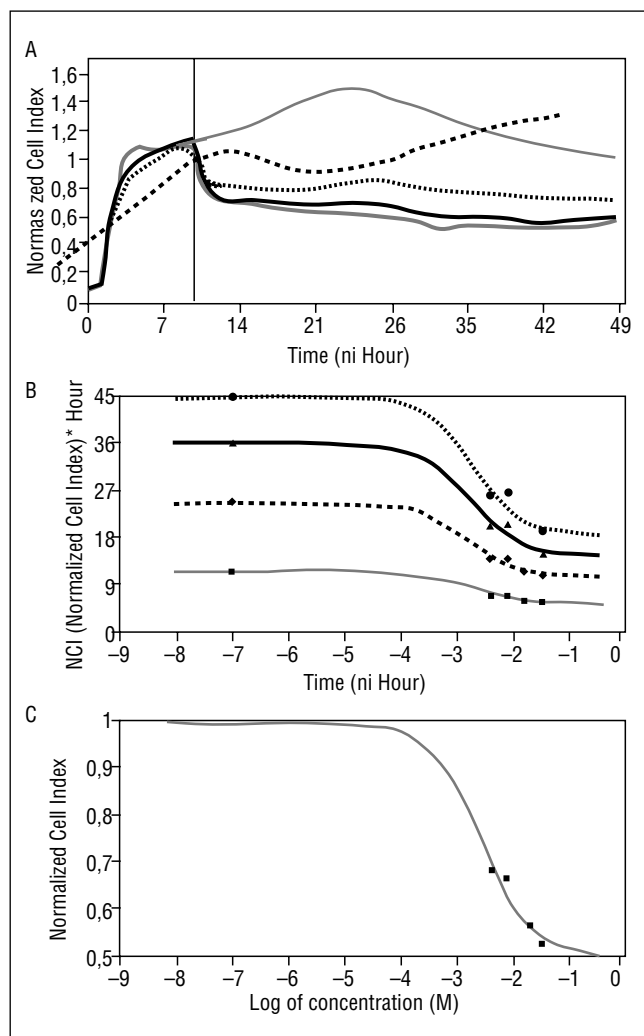 A
Normas zed Cell Index
1,6
1,4
1,2
1
0,8
0,6
0,4
0,2
0
0 7 14 21 26 35 42 49
Time (ni Hour)
B
NCI (Normalized Cell Index)* Hour
45
36
27
18
9
0
–9 –8 –7 –6 –5 –4 –3 –2 –1 0
Time (ni Hour)
C
Normalized Cell Index
1
0,9
0,8
0,7
0,6
0,5
–9 –8 –7 –6 –5 –4 –3 –2 –1 0
Log of concentration (M)